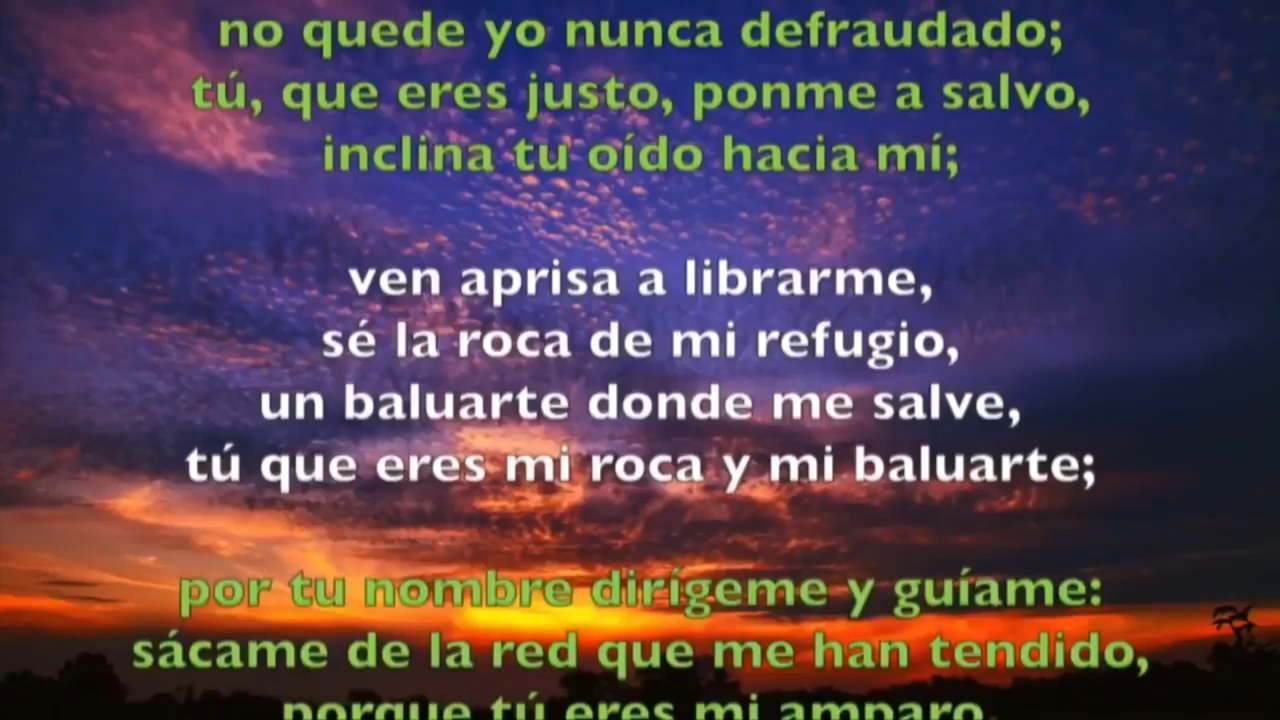 no quede yo nunca defraudado;
tú, que eres justo, ponme a salvo,
inclina tu oído hacia mí;
ven aprisa a librarme,
sé la roca de mi refugio,
un baluarte donde me salve,
tú que eres mi roca y mi baluarte;
por tu nombre dirígeme y guíame:
sácame de la red que me han tendido,
porque tú eres mi amparo.